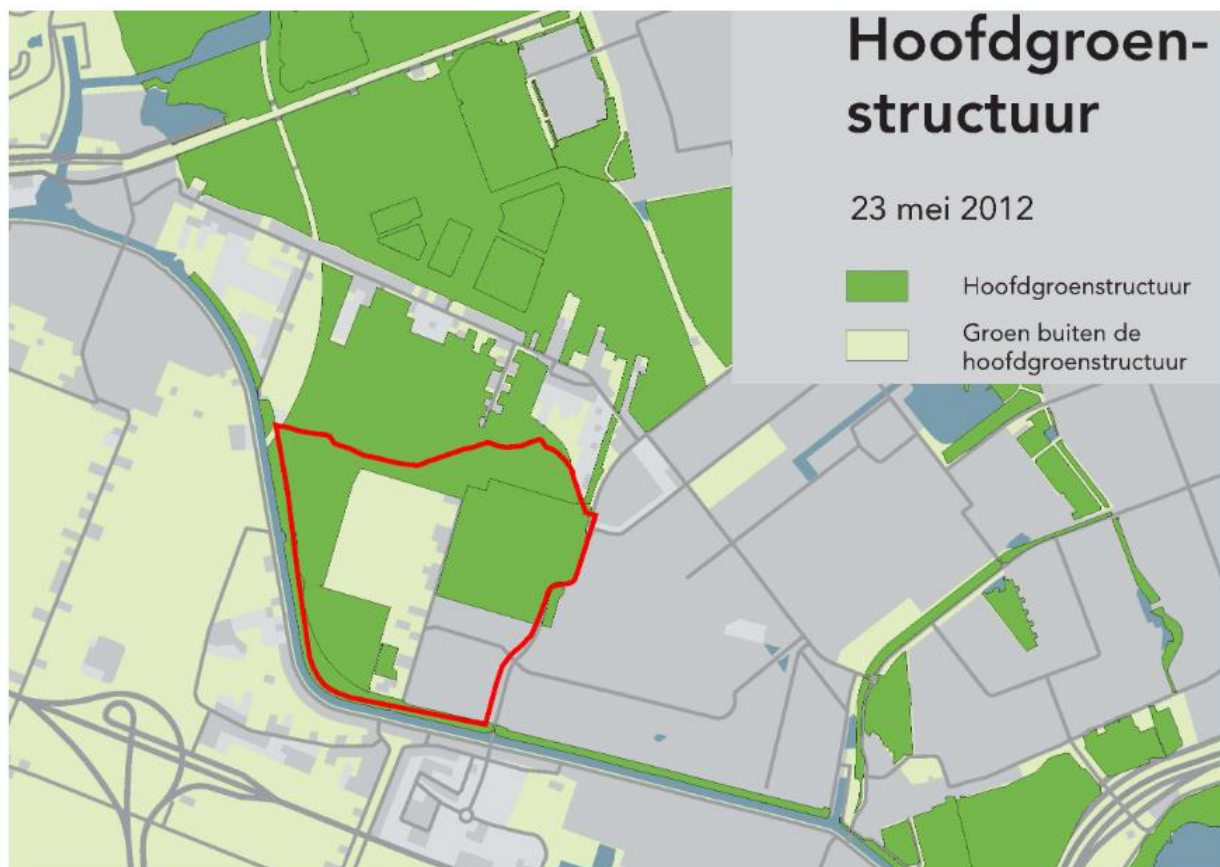 Hoofdgroen-
structuur
23 mei 2012
Hoofdgroenstructuur
Groen buiten de
hoofdgroenstructuur